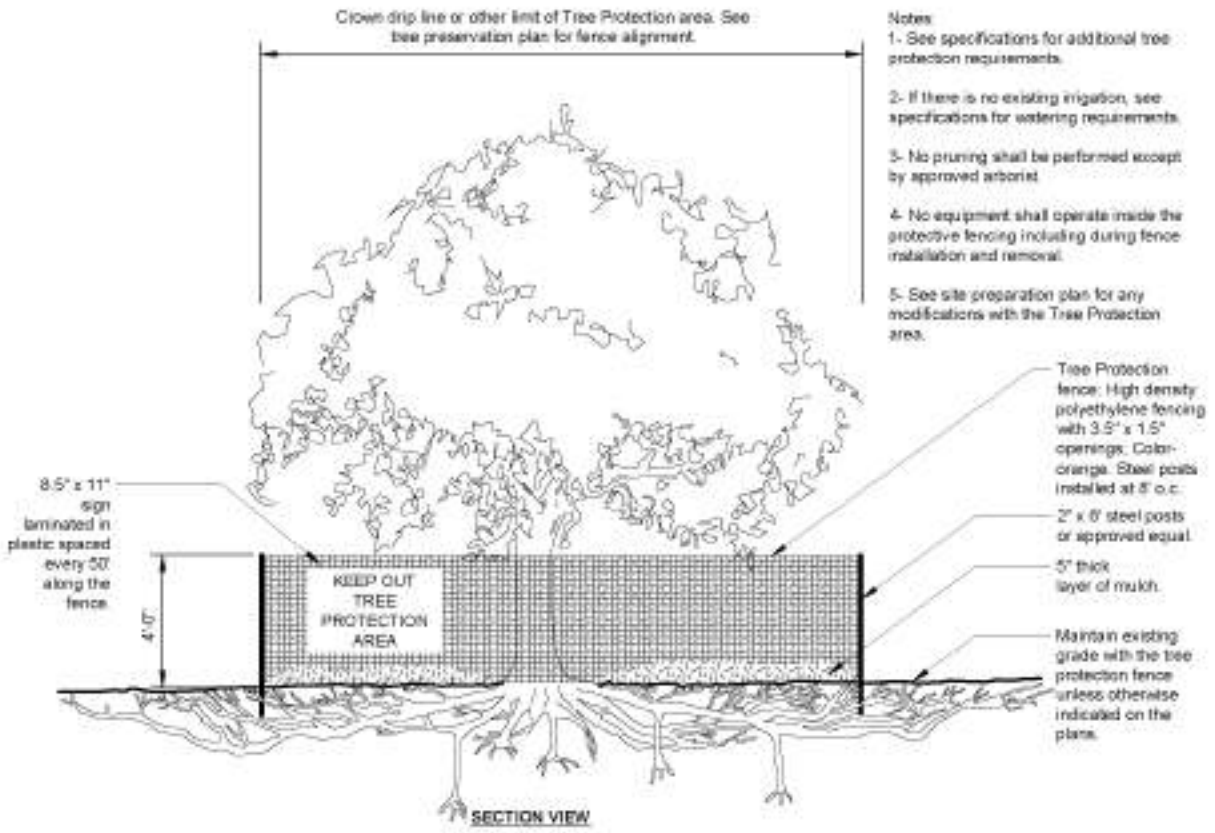 Crown drip line or other limit of Tree Protection area. See
tree preservation plan for fence alignment.
Notes:
1- See specifications for additional tree
protection requirements.
2- If there is no existing irrigation, see
specifications for watering requirements.
3- No pruning shall be performed except
by approved arborist.
4- No equipment shall operate inside the
protective fencing including during fence
installation and removal.
5- See site preparation plan for any
modifications with the Tree Protection
area.
Tree Protection
fence: High density
polyethylene fencing
with 3.5" x 1.5"
openings; Color-
orange. Steel posts
installed at 8' o.c.
2" x 6' steel posts
or approved equal.
5" thick
layer of mulch.
Maintain existing
grade with the tree
protection fence
unless otherwise
indicated on the
plans.
8.5" x 11"
sign
laminated in
plastic spaced
every 50'
along the
fence.
4'-0"
KEEP OUT
TREE
PROTECTION
AREA
SECTION VIEW